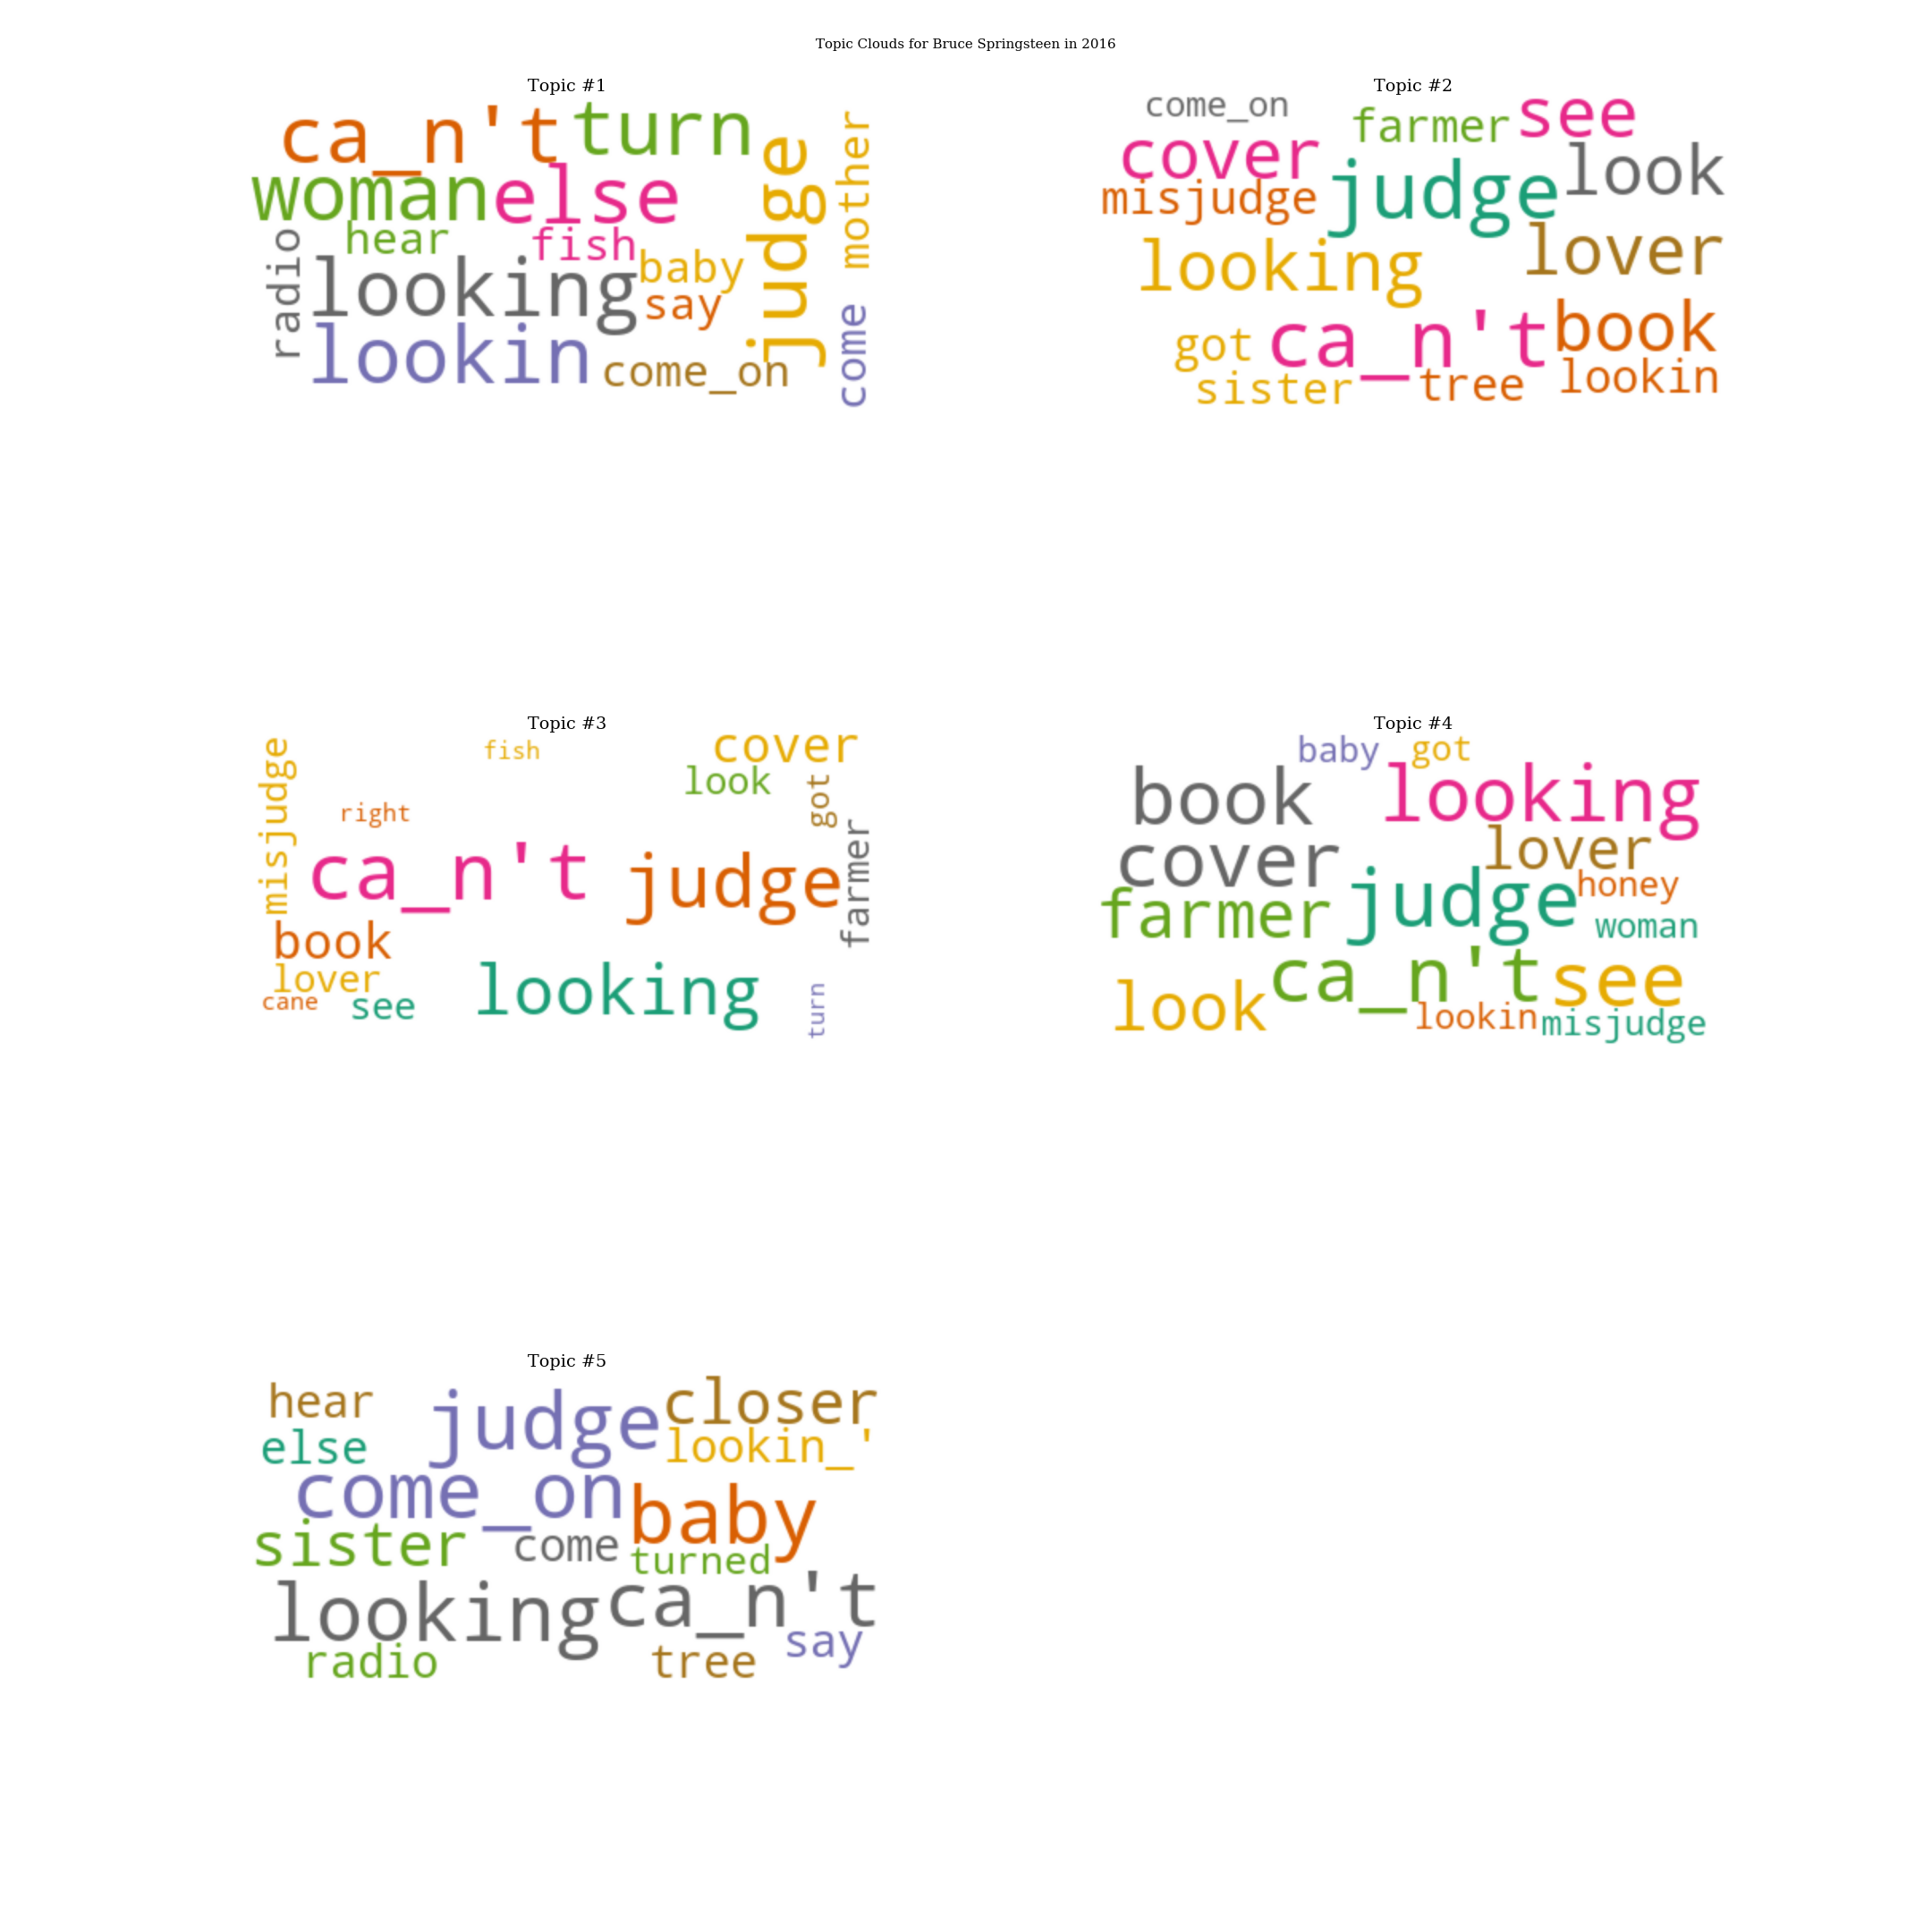 Topic Clouds for Bruce Springsteen in 2016
Topic #1
ca_n't turn
woman else
judge
mother
hear fish
radio
looking baby
say
lookin come_on
come
Topic #2
come_on farmer see
cover look
misjudge judge
looking lover
got ca_n't book
sister tree lookin
Topic #3
misjudge fish cover
look
right got
ca_n't judge farmer
book
lover looking
cane see turn
Topic #4
baby got
book looking
cover lover
farmer judge honey
woman
look ca_n't see
lookin misjudge
Topic #5
hear judge closer
else lookin_'
come_on baby
sister come turned
looking ca_n't
radio tree say